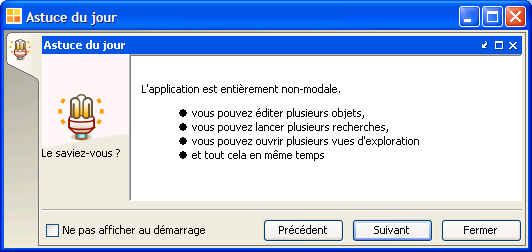 Astuce du jour
Astuce du jour
L'application est entièrement non-modale.
● vous pouvez éditer plusieurs objets,
● vous pouvez lancer plusieurs recherches,
● vous pouvez ouvrir plusieurs vues d'exploration
● et tout cela en même temps
Le saviez-vous ?
Ne pas afficher au démarrage
Précédent
Suivant
Fermer